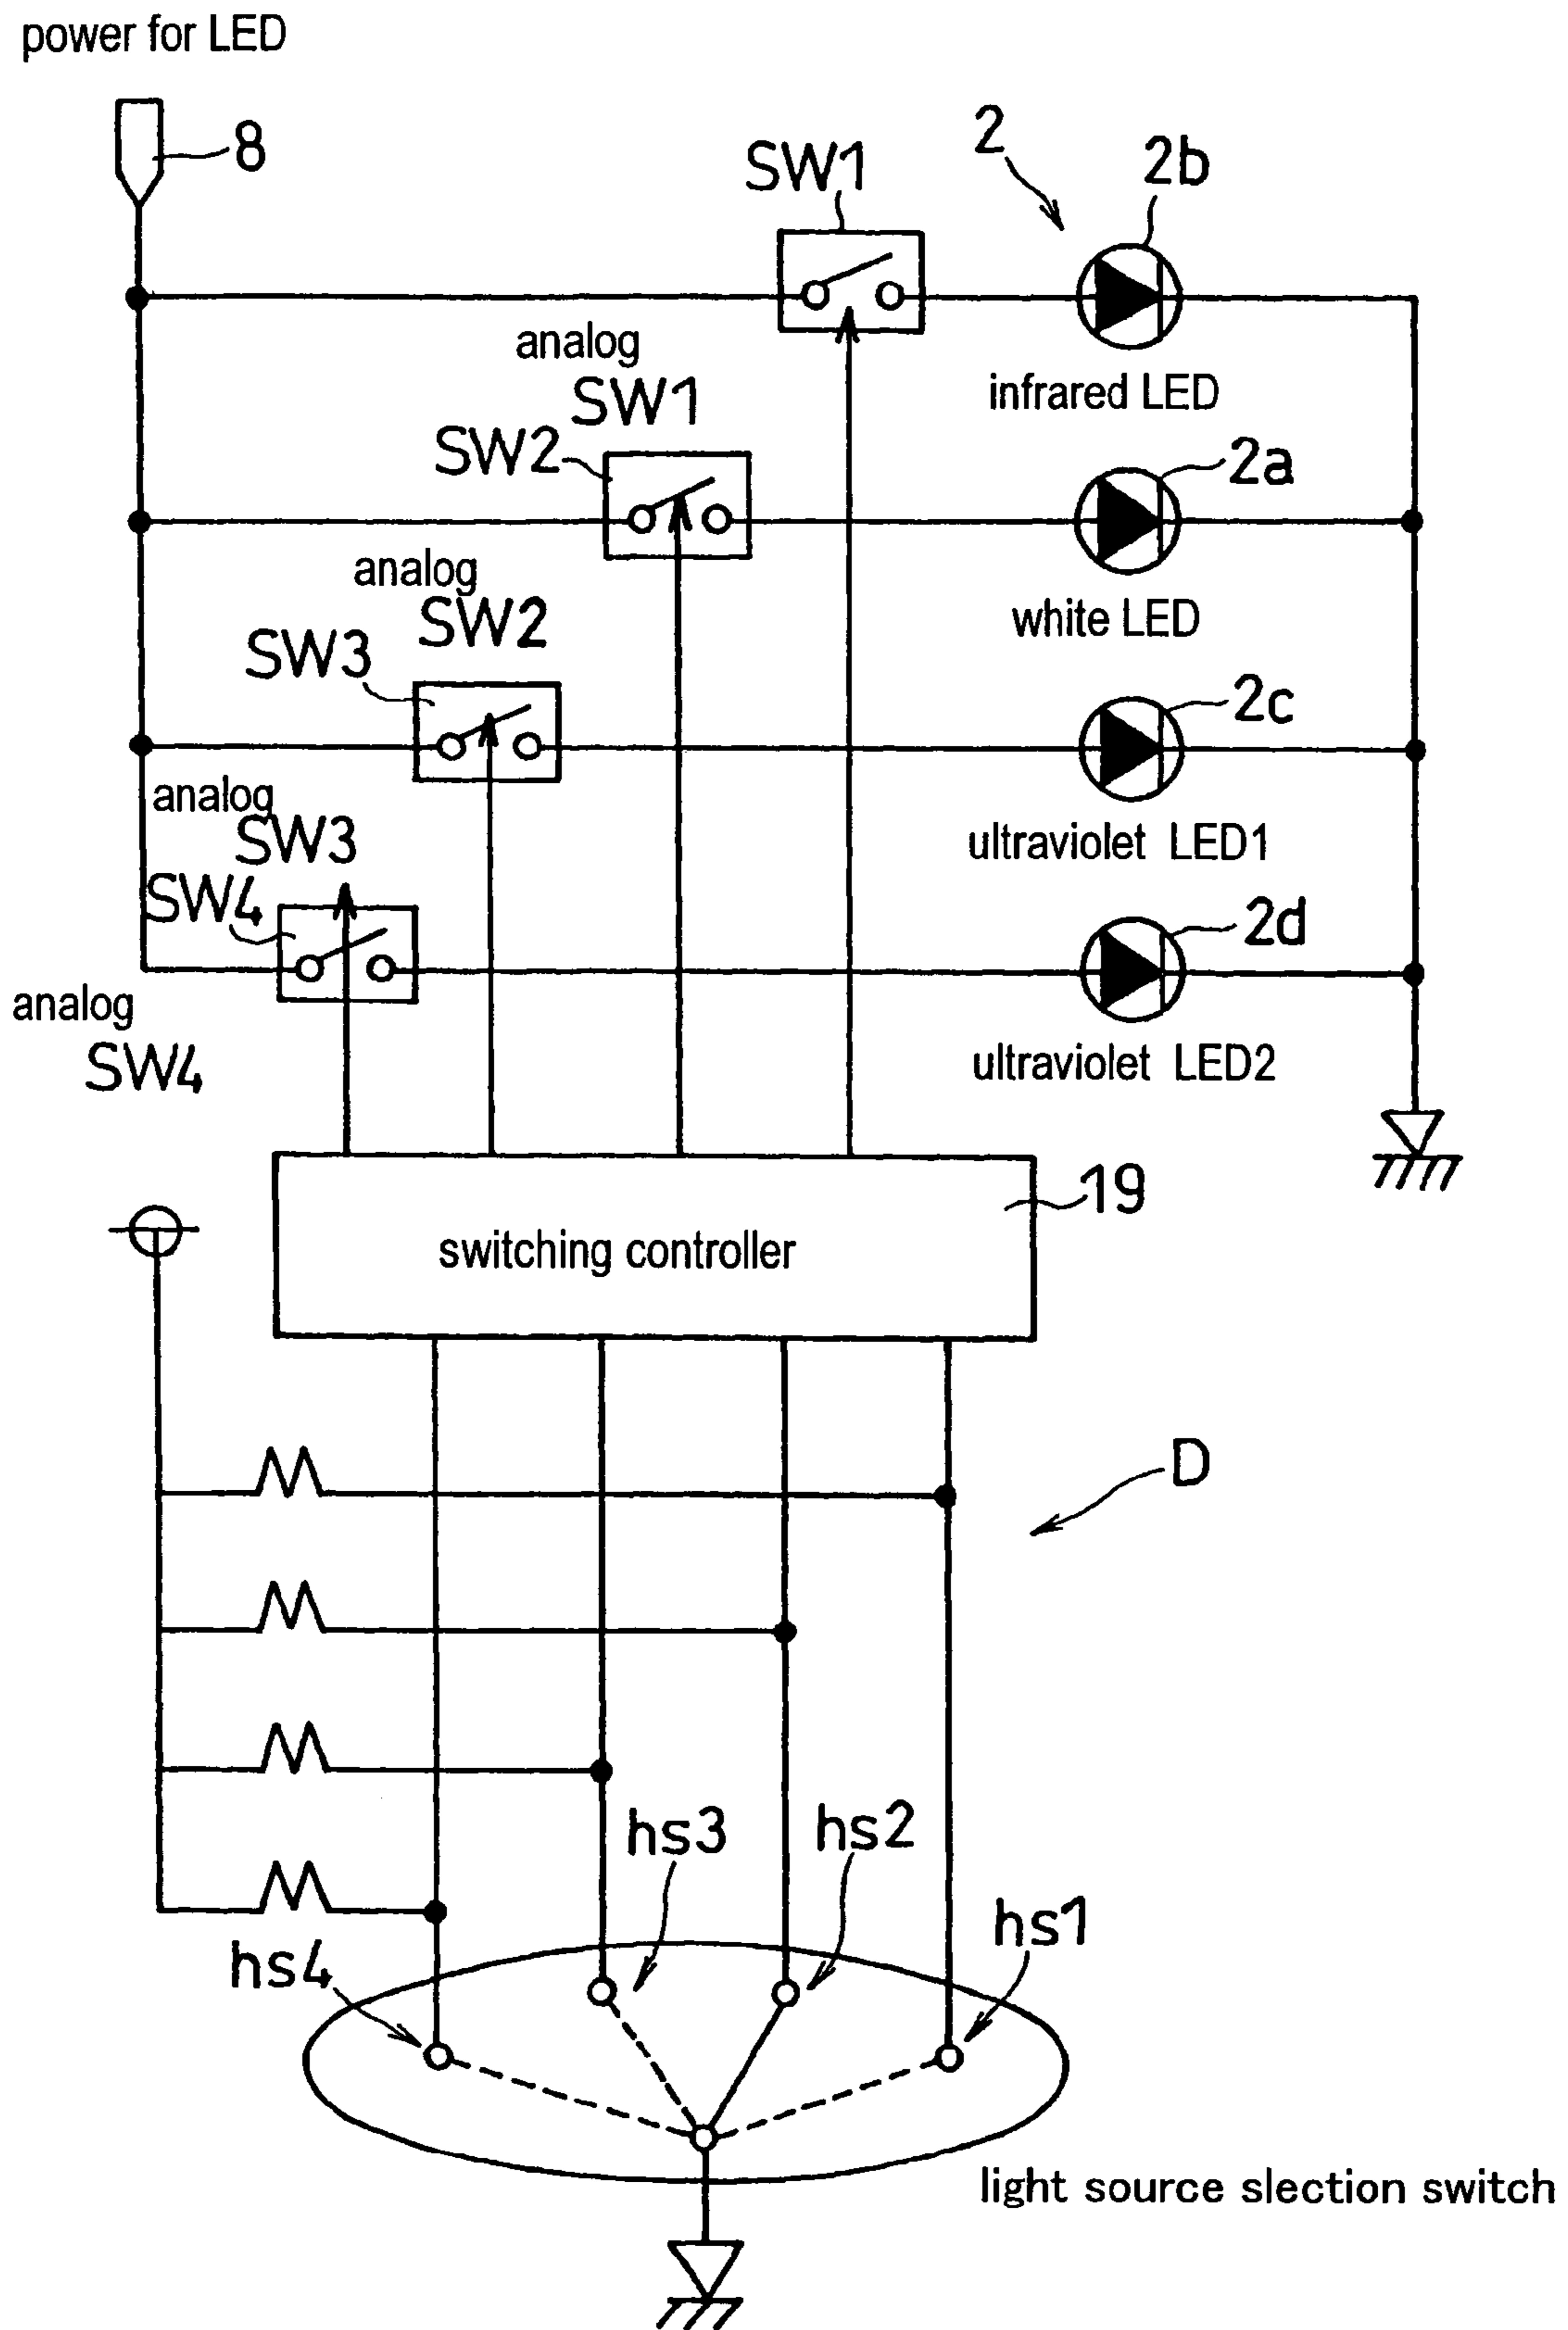 power for LED
8
2
2b
SW1
analog
SW1
infrared LED
SW2
2a
analog
SW2
white LED
SW3
2c
analog
SW3
ultraviolet LED1
SW4
2d
analog
SW4
ultraviolet LED2
19
switching controller
D
hs3
hs2
hs1
hs4
light source slection switch